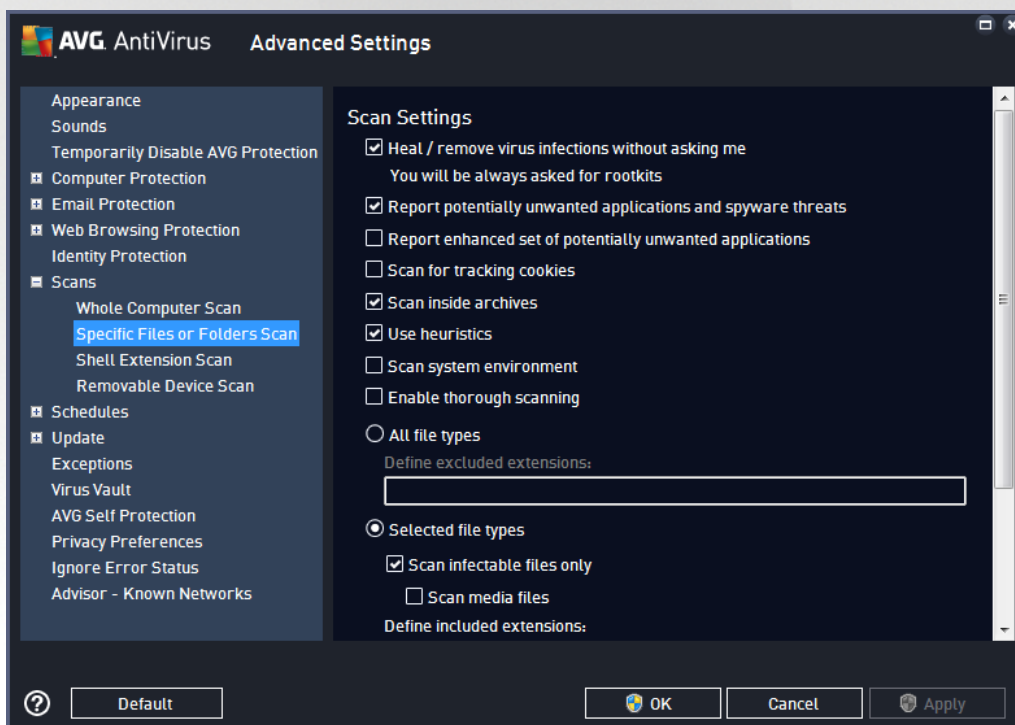 AVG. AntiVirus
Advanced Settings
Appearance
Sounds
Temporarily Disable AVG Protection
Computer Protection
Email Protection
Web Browsing Protection
Identity Protection
Scans
Whole Computer Scan
Specific Files or Folders Scan
Shell Extension Scan
Removable Device Scan
Schedules
Update
Exceptions
Virus Vault
AVG Self Protection
Privacy Preferences
Ignore Error Status
Advisor - Known Networks
Scan Settings
Heal / remove virus infections without asking me
You will be always asked for rootkits
Report potentially unwanted applications and spyware threats
Report enhanced set of potentially unwanted applications
Scan for tracking cookies
Scan inside archives
Use heuristics
Scan system environment
Enable thorough scanning
All file types
Define excluded extensions:
Selected file types
Scan infectable files only
Scan media files
Define included extensions:
? Default OK Cancel Apply